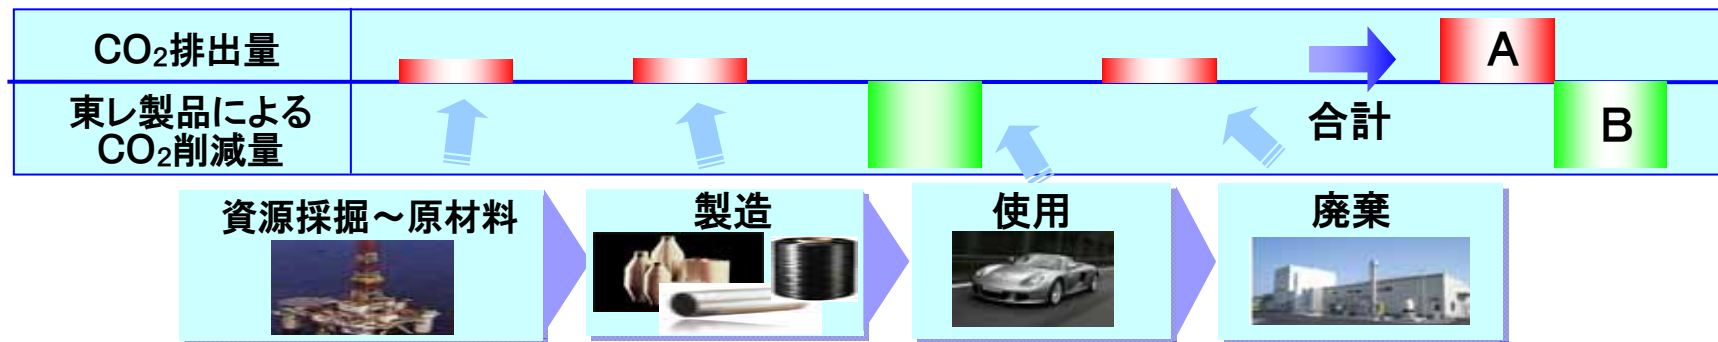 CO₂排出量
A
東レ製品による
CO₂削減量
合計
B
資源採掘～原材料
製造
使用
廃棄